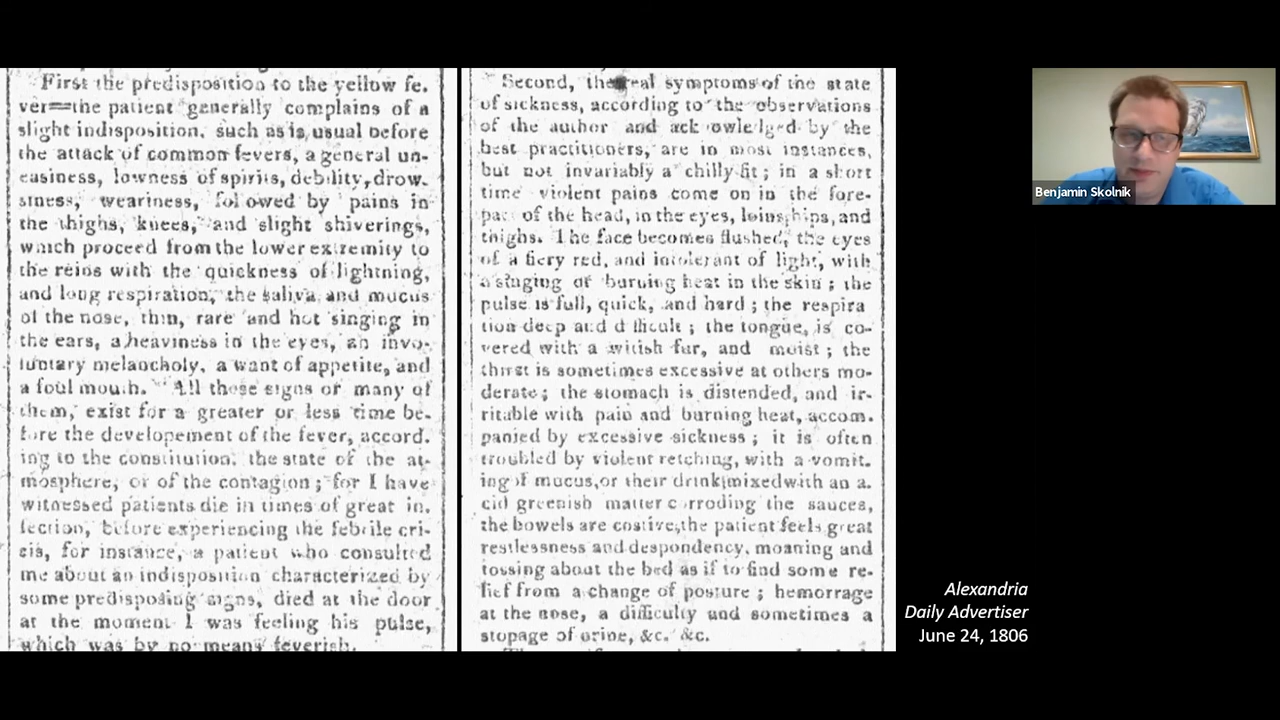 First the predisposition to the yellow fe.
ver==the patient generally complains of a
slight indisposition, such as is usual before
the attack of common fevers, a general un-
easiness, lowness of spirits, debility, drow.
siness, weariness, followed by pains in
the thighs, knees, and slight shiverings,
which proceed from the lower extremity to
the reins with the quickness of lightning,
and long respiration, the saliva and mucus
of the nose, thin, rare and hot singing in
the ears, a heaviness in the eyes, an invo-
luntary melancholy, a want of appetite, and
a foul mouth. All these signs or many of
them, exist for a greater or less time be-
fore the developement of the fever, accord.
ing to the constitution, the state of the at-
mosphere, or of the contagion; for I have
witnessed patients die in times of great in.
fection, before experiencing the febrile cri-
sis, for instance, a patient who consulted
me about an indisposition characterized by
some predisposing signs, died at the door
at the moment I was feeling his pulse,
which was by no means feverish.
Second, the real symptoms of the state
of sickness, according to the observations
of the author and ack owledged by the
best practitioners, are in most instances,
but not invariably a chilly fit; in a short
time violent pains come on in the fore-
part of the head, in the eyes, loins, hips, and
thighs. The face becomes flushed, the eyes
of a fiery red, and intolerant of light, with
a singing or burning heat in the skin; the
pulse is full, quick, and hard; the respira
tion deep and difficult; the tongue, is co-
vered with a witish fur, and moist; the
thirst is sometimes excessive at others mo-
derate; the stomach is distended, and ir-
ritable with pain and burning heat, accom.
panied by excessive sickness; it is often
troubled by violent retching, with a vomit.
ing of mucus, or their drink mixed with an a.
cid greenish matter corroding the sauces,
the bowels are costive, the patient feels great
restlessness and despondency, moaning and
tossing about the bed as if to find some re-
lief from a change of posture; hemorrage
at the nose, a difficulty and sometimes a
stopage of urine, &c. &c.
Benjamin Skolnik
Alexandria
Daily Advertiser
June 24, 1806